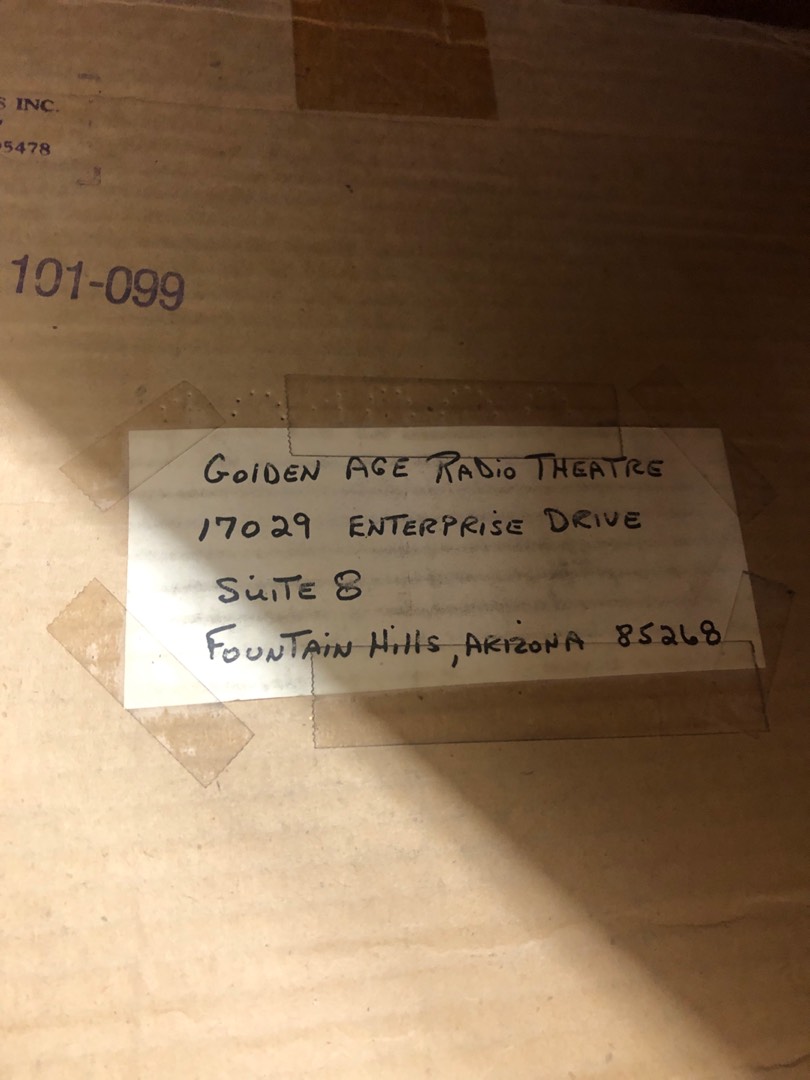 S INC.
5478
101-099
GOlDEN AGE RADiO THEATRE
17029 ENTERPRiSE DRIVE
SUiTE 8
FOUNTAiN Hills, ARIZONA 85268